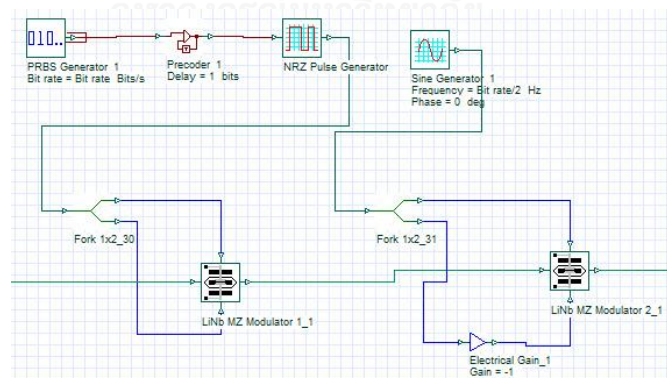 010..
PRBS Generator 1
Bit rate = Bit rate Bits/s
Precoder 1
Delay = 1 bits
NRZ Pulse Generator
Sine Generator 1
Frequency = Bit rate/2 Hz
Phase = 0 deg
Fork 1x2_30
Fork 1x2_31
LiNb MZ Modulator 1_1
LiNb MZ Modulator 2_1
Electrical Gain_1
Gain = -1